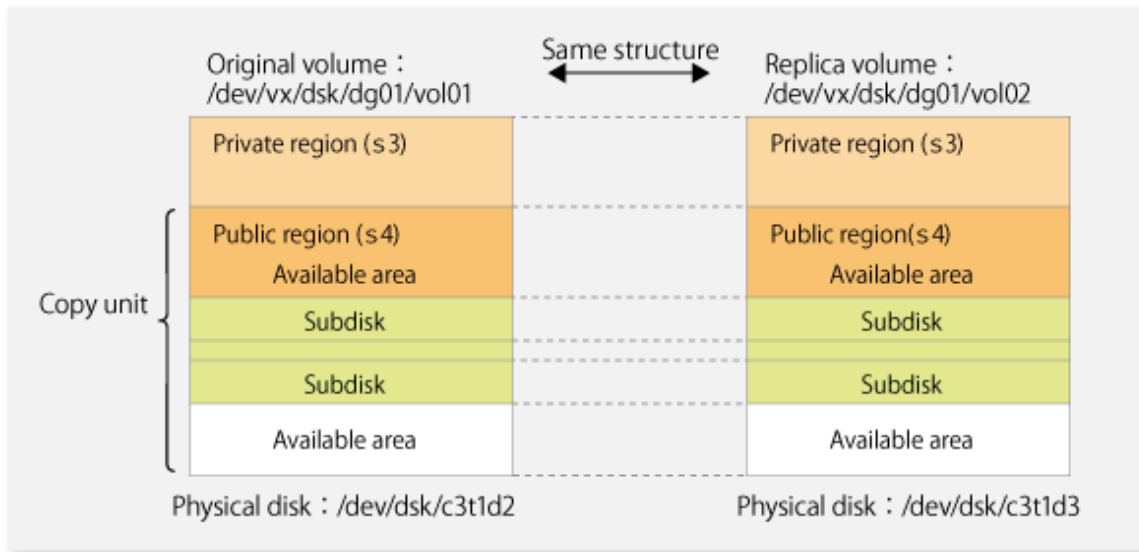 Same structure
Original volume：
/dev/vx/dsk/dg01/vol01
Replica volume：
/dev/vx/dsk/dg01/vol02
Private region (s3)
Private region (s3)
Public region (s4)
Available area
Public region(s4)
Available area
Copy unit
Subdisk
Subdisk
Subdisk
Subdisk
Available area
Available area
Physical disk：/dev/dsk/c3t1d2
Physical disk：/dev/dsk/c3t1d3